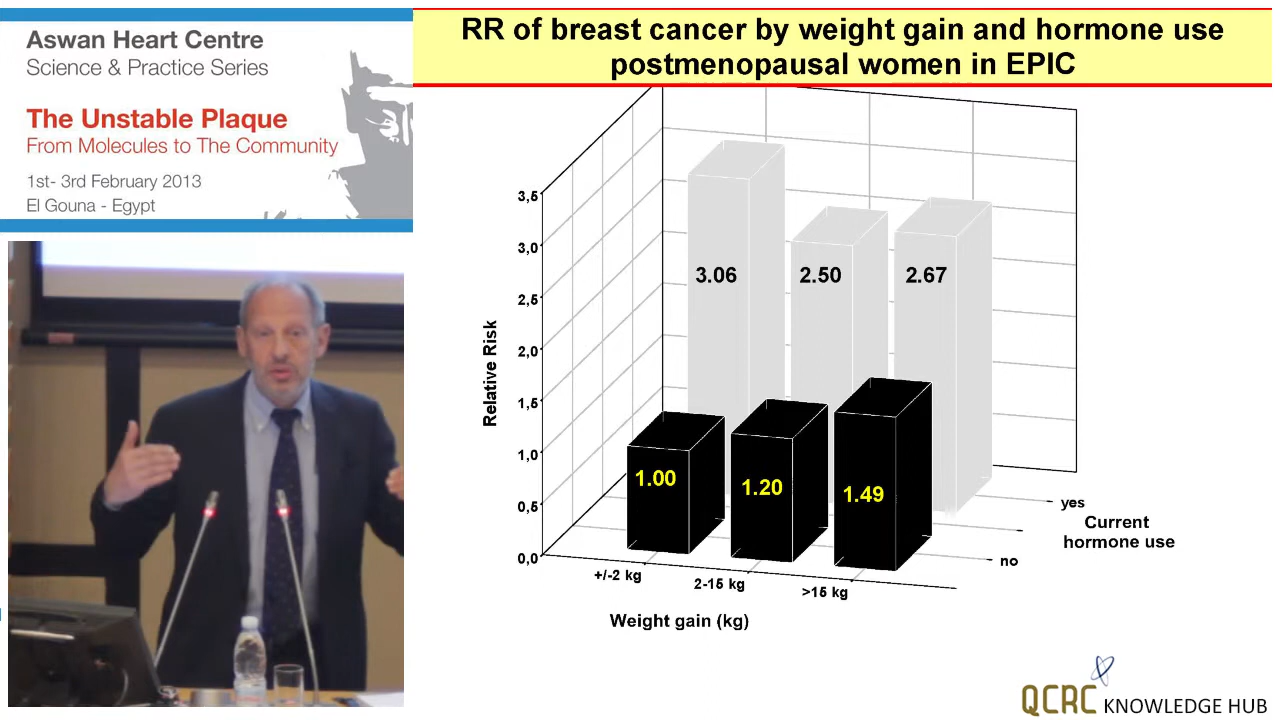 Aswan Heart Centre
Science & Practice Series
The Unstable Plaque
From Molecules to The Community
1st- 3rd February 2013
El Gouna - Egypt
RR of breast cancer by weight gain and hormone use
postmenopausal women in EPIC
3,5
3,0
2,5
2,0
1,5
1,0
0,5
0,0
Relative Risk
3.06
2.50
2.67
1.00
1.20
1.49
+/-2 kg
2-15 kg
>15 kg
Weight gain (kg)
yes
no
Current
hormone use
QCRC KNOWLEDGE HUB